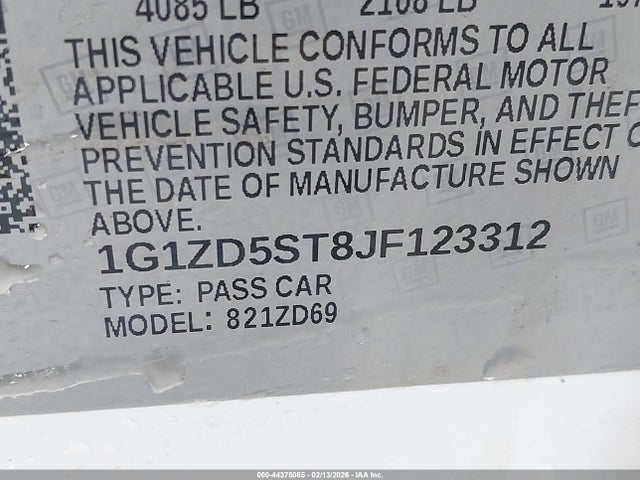 4085 LB 2108 LB
THIS VEHICLE CONFORMS TO ALL
APPLICABLE U.S. FEDERAL MOTOR
VEHICLE SAFETY, BUMPER, AND THEF
PREVENTION STANDARDS IN EFFECT O
THE DATE OF MANUFACTURE SHOWN
ABOVE.
1G1ZD5ST8JF123312
TYPE: PASS CAR
MODEL: 821ZD69
000-44375085 - 02/13/2026 - IAA Inc.